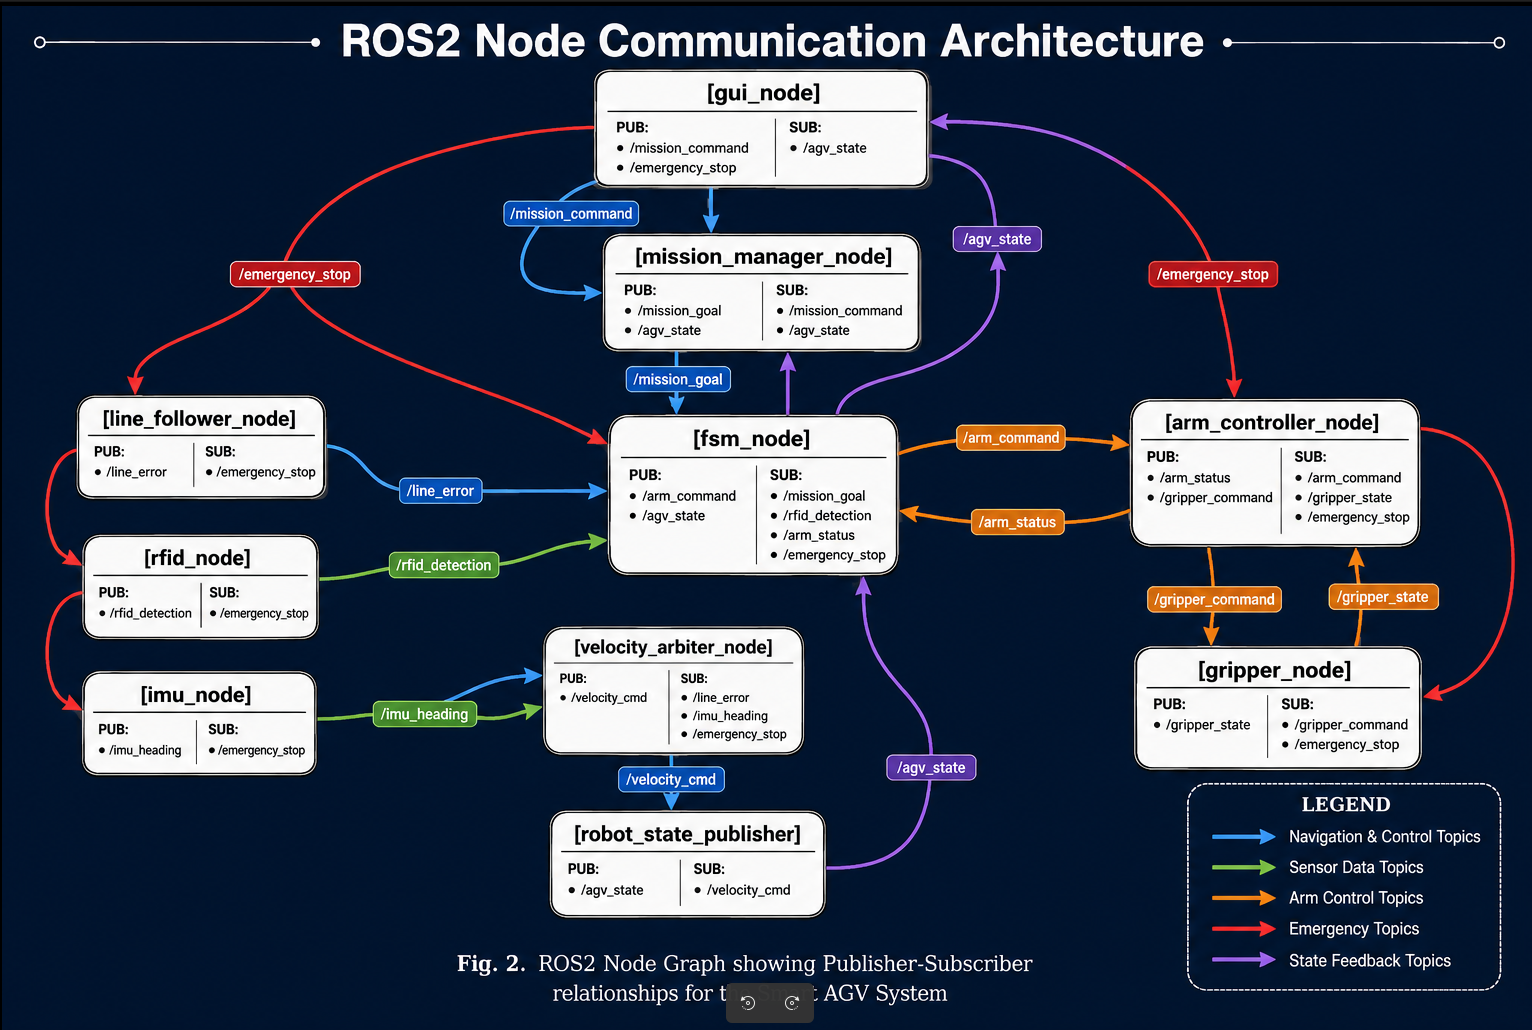 ROS2 Node Communication Architecture
[gui_node]
PUB:
• /mission_command
• /emergency_stop
SUB:
• /agv_state
/mission_command
/agv_state
/emergency_stop
/emergency_stop
[mission_manager_node]
PUB:
• /mission_goal
• /agv_state
SUB:
• /mission_command
• /agv_state
/mission_goal
[line_follower_node]
PUB:
• /line_error
SUB:
• /emergency_stop
/line_error
[fsm_node]
PUB:
• /arm_command
• /agv_state
SUB:
• /mission_goal
• /rfid_detection
• /arm_status
• /emergency_stop
/arm_command
/arm_status
[arm_controller_node]
PUB:
• /arm_status
• /gripper_command
SUB:
• /arm_command
• /gripper_state
• /emergency_stop
[rfid_node]
PUB:
• /rfid_detection
SUB:
• /emergency_stop
/rfid_detection
/gripper_command
/gripper_state
[imu_node]
PUB:
• /imu_heading
SUB:
• /emergency_stop
/imu_heading
[velocity_arbiter_node]
PUB:
• /velocity_cmd
SUB:
• /line_error
• /imu_heading
• /emergency_stop
[gripper_node]
PUB:
• /gripper_state
SUB:
• /gripper_command
• /emergency_stop
/velocity_cmd
/agv_state
[robot_state_publisher]
PUB:
• /agv_state
SUB:
• /velocity_cmd
LEGEND
Navigation & Control Topics
Sensor Data Topics
Arm Control Topics
Emergency Topics
State Feedback Topics
Fig. 2. ROS2 Node Graph showing Publisher-Subscriber
relationships for AGV System